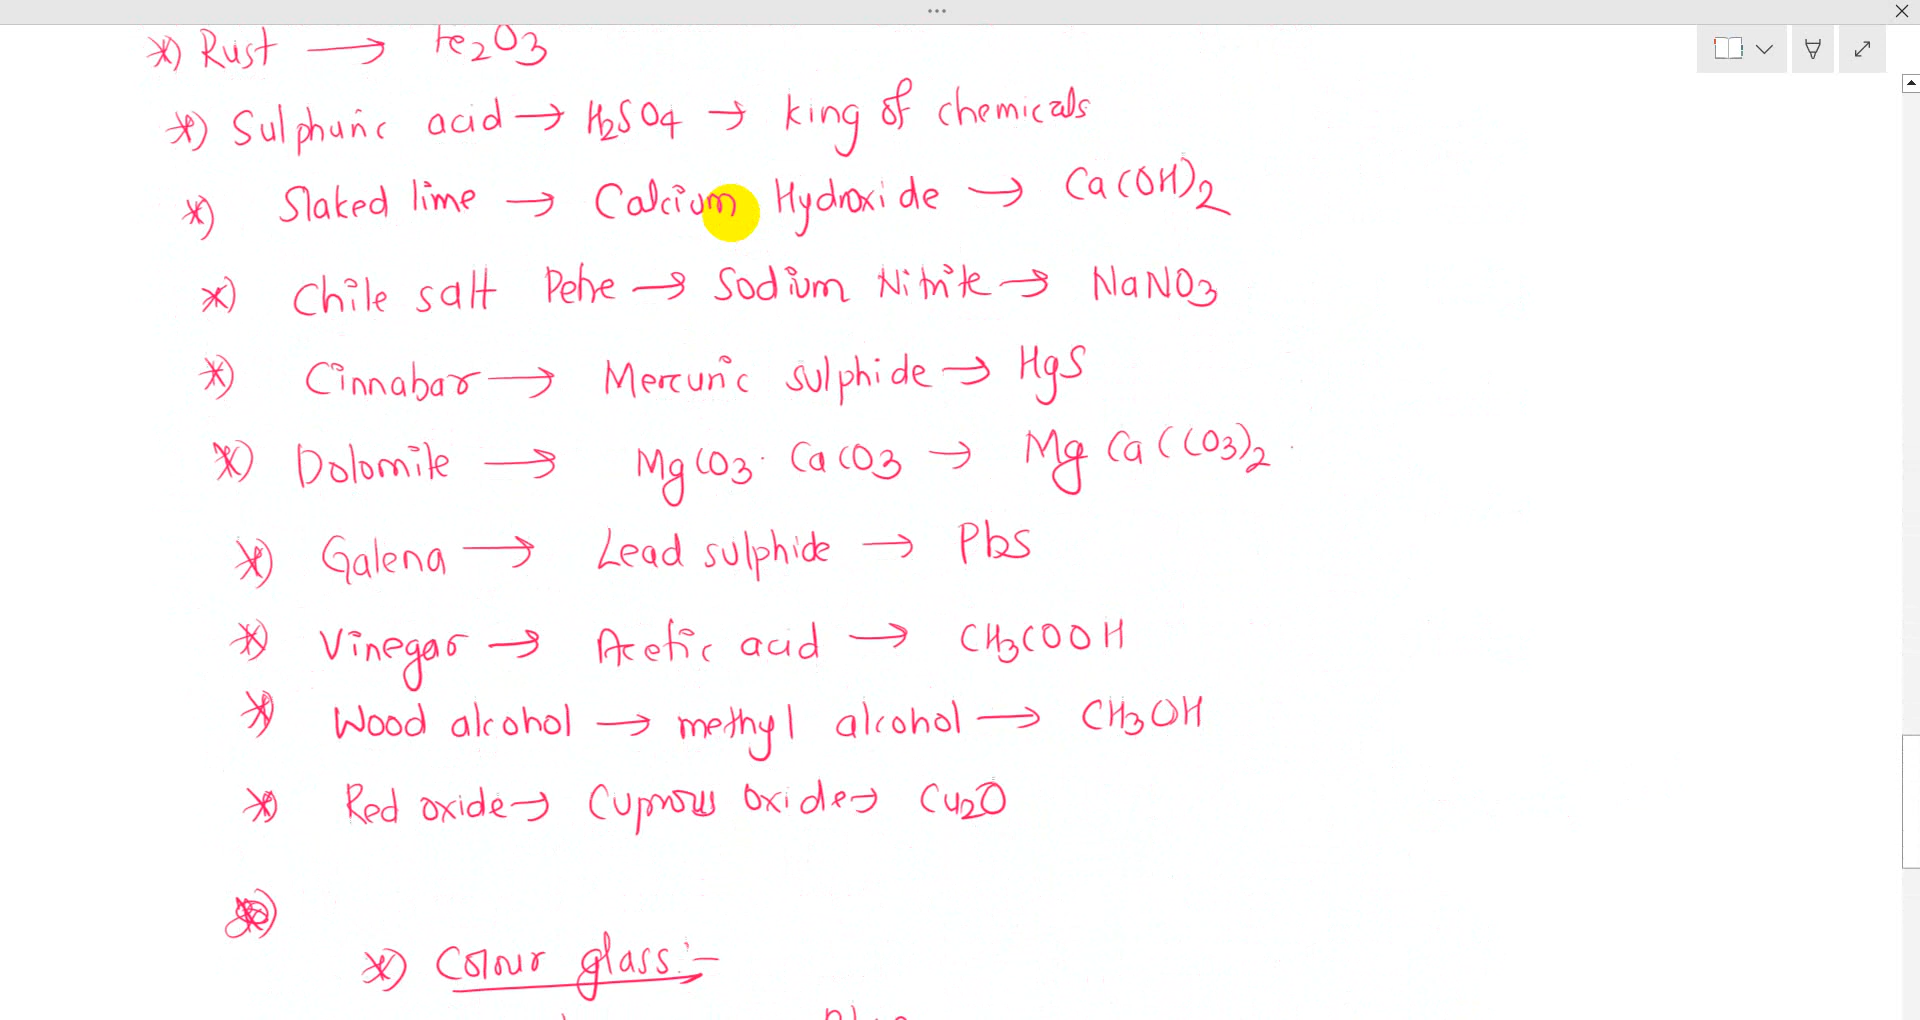 *) Rust → Fe2O3
*) Sulphuric acid → H2SO4 → king of chemicals
*) Slaked lime → Calcium Hydroxide → Ca(OH)2
*) Chile salt Petre → Sodium Nitrite → NaNO3
*) Cinnabar → Mercuric sulphide → HgS
*) Dolomite → MgCO3·CaCO3 → MgCa(CO3)2
*) Galena → Lead sulphide → PbS
*) Vinegar → Acetic acid → CH3COOH
*) Wood alcohol → methyl alcohol → CH3OH
*) Red oxide → Cuprous oxide → Cu2O
*) Colour glass:-